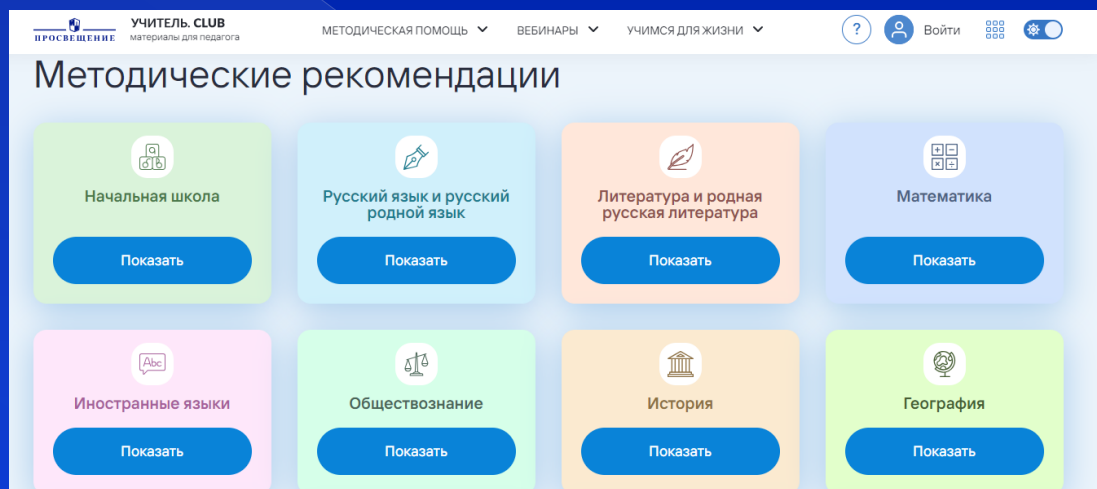 ПРОСВЕЩЕНИЕ
УЧИТЕЛЬ. CLUB
материалы для педагога
МЕТОДИЧЕСКАЯ ПОМОЩЬ
ВЕБИНАРЫ
УЧИМСЯ ДЛЯ ЖИЗНИ
?
Войти
Методические рекомендации
Начальная школа
Показать
Русский язык и русский
родной язык
Показать
Литература и родная
русская литература
Показать
Математика
Показать
Abc
Иностранные языки
Показать
Обществознание
Показать
История
Показать
География
Показать